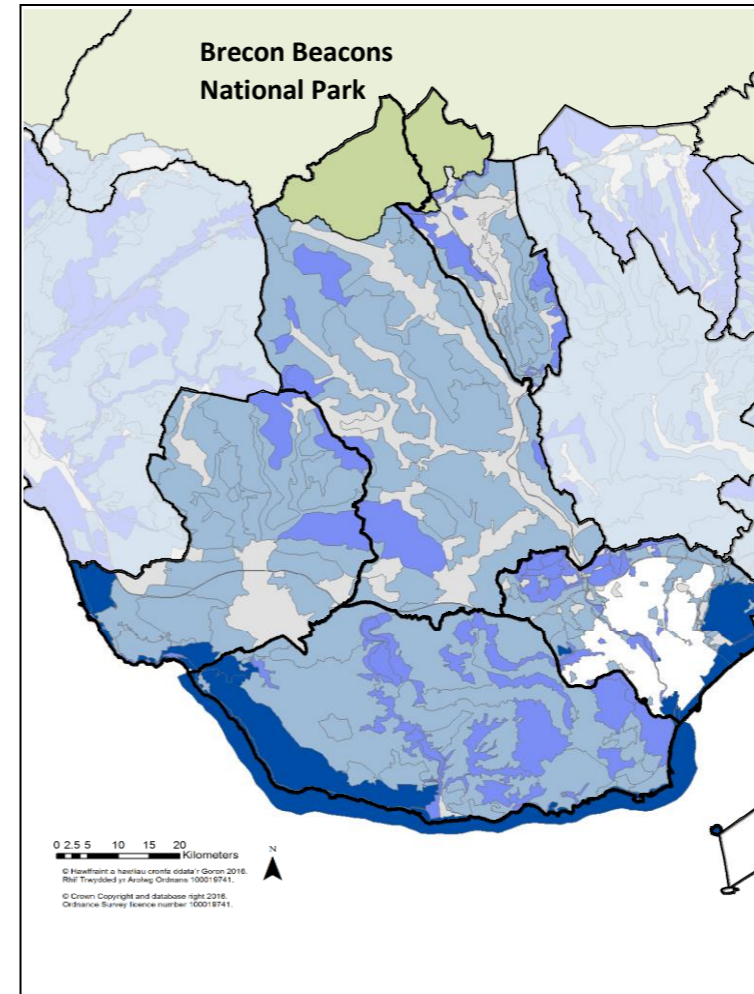 Brecon Beacons
National Park
0 2.5 5 10 15 20
Kilometers
N
© Hawlfraint a hawliau cronfa ddata'r Goron 2016.
Rhif Trwydded yr Arolwg Ordnans 100019741.
© Crown Copyright and database right 2016.
Ordnance Survey licence number 100019741.